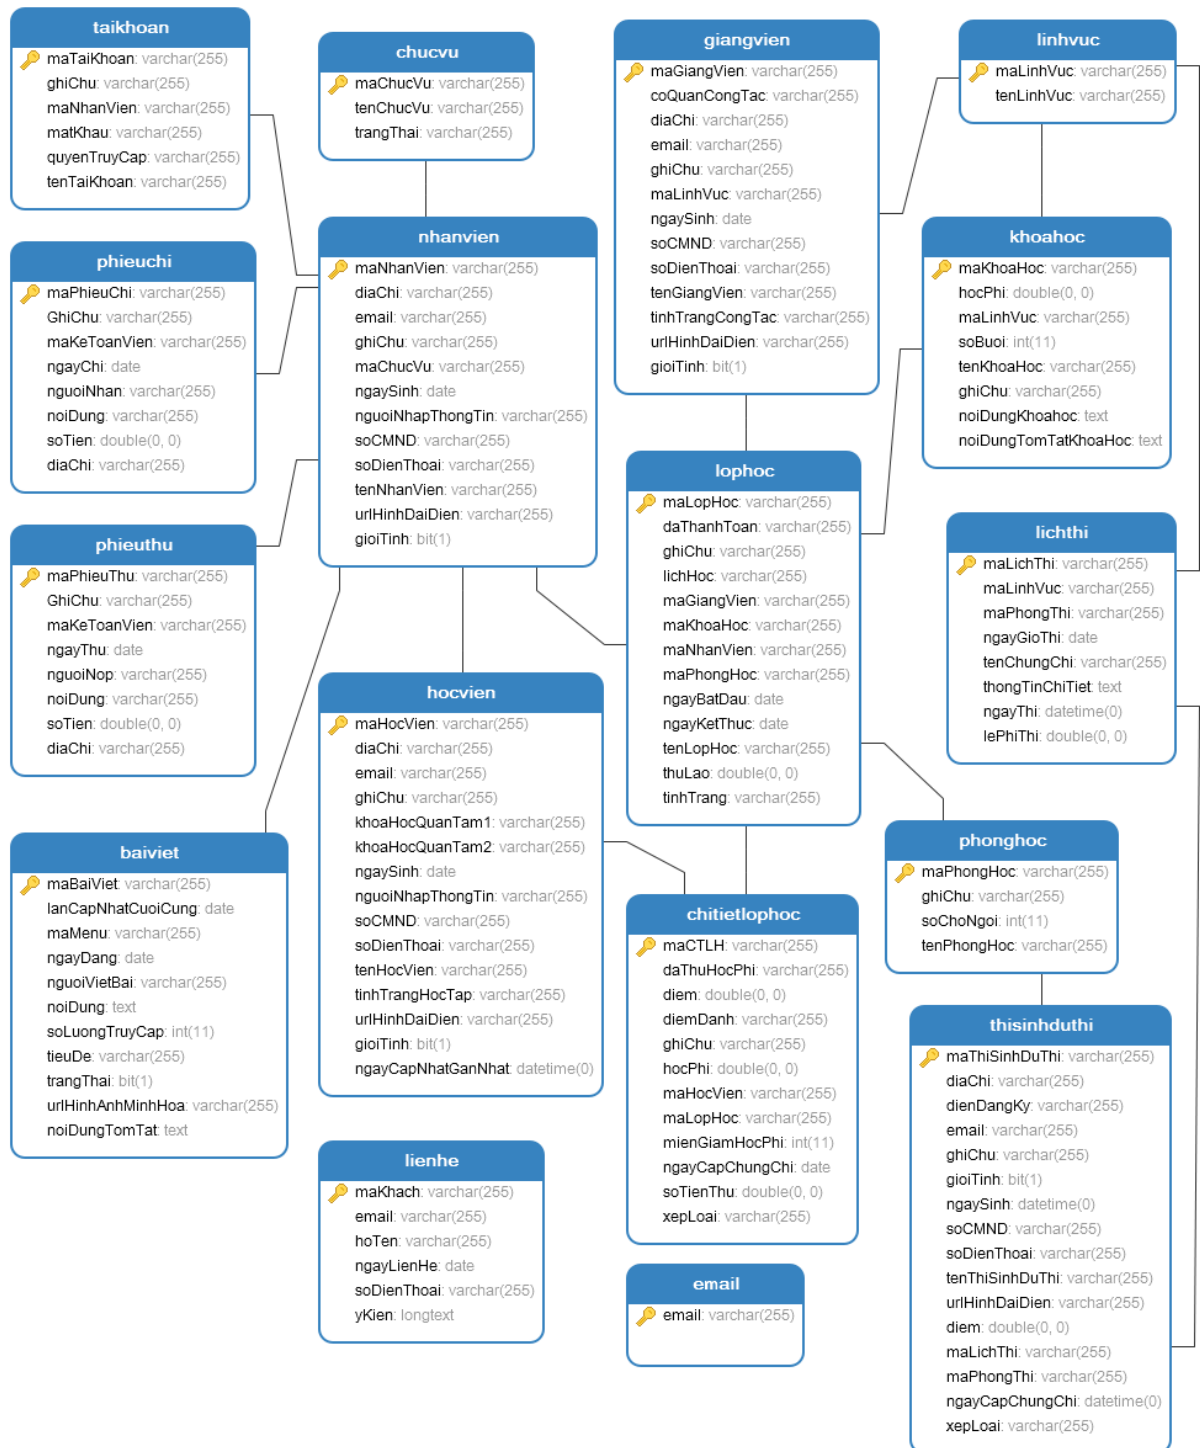 taikhoan
maTaiKhoan: varchar(255)
ghiChu: varchar(255)
maNhanVien: varchar(255)
matKhau: varchar(255)
quyenTruyCap: varchar(255)
tenTaiKhoan: varchar(255)
chucvu
maChucVu: varchar(255)
tenChucVu: varchar(255)
trangThai: varchar(255)
giangvien
maGiangVien: varchar(255)
coQuanCongTac: varchar(255)
diaChi: varchar(255)
email: varchar(255)
ghiChu: varchar(255)
maLinhVuc: varchar(255)
ngaySinh: date
soCMND: varchar(255)
soDienThoai: varchar(255)
tenGiangVien: varchar(255)
tinhTrangCongTac: varchar(255)
urlHinhDaiDien: varchar(255)
gioiTinh: bit(1)
linhvuc
maLinhVuc: varchar(255)
tenLinhVuc: varchar(255)
phieuchi
maPhieuChi: varchar(255)
GhiChu: varchar(255)
maKeToanVien: varchar(255)
ngayChi: date
nguoiNhan: varchar(255)
noiDung: varchar(255)
soTien: double(0, 0)
diaChi: varchar(255)
nhanvien
maNhanVien: varchar(255)
diaChi: varchar(255)
email: varchar(255)
ghiChu: varchar(255)
maChucVu: varchar(255)
ngaySinh: date
nguoiNhapThongTin: varchar(255)
soCMND: varchar(255)
soDienThoai: varchar(255)
tenNhanVien: varchar(255)
urlHinhDaiDien: varchar(255)
gioiTinh: bit(1)
khoahoc
maKhoaHoc: varchar(255)
hocPhi: double(0, 0)
maLinhVuc: varchar(255)
soBuoi: int(11)
tenKhoaHoc: varchar(255)
ghiChu: varchar(255)
noiDungKhoahoc: text
noiDungTomTatKhoaHoc: text
phieuthu
maPhieuThu: varchar(255)
GhiChu: varchar(255)
maKeToanVien: varchar(255)
ngayThu: date
nguoiNop: varchar(255)
noiDung: varchar(255)
soTien: double(0, 0)
diaChi: varchar(255)
lophoc
maLopHoc: varchar(255)
daThanhToan: varchar(255)
ghiChu: varchar(255)
lichHoc: varchar(255)
maGiangVien: varchar(255)
maKhoaHoc: varchar(255)
maNhanVien: varchar(255)
maPhongHoc: varchar(255)
ngayBatDau: date
ngayKetThuc: date
tenLopHoc: varchar(255)
thuLao: double(0, 0)
tinhTrang: varchar(255)
lichthi
maLichThi: varchar(255)
maLinhVuc: varchar(255)
maPhongThi: varchar(255)
ngayGioThi: date
tenChungChi: varchar(255)
thongTinChiTiet: text
ngayThi: datetime(0)
lePhiThi: double(0, 0)
hocvien
maHocVien: varchar(255)
diaChi: varchar(255)
email: varchar(255)
ghiChu: varchar(255)
khoaHocQuanTam1: varchar(255)
khoaHocQuanTam2: varchar(255)
ngaySinh: date
nguoiNhapThongTin: varchar(255)
soCMND: varchar(255)
soDienThoai: varchar(255)
tenHocVien: varchar(255)
tinhTrangHocTap: varchar(255)
urlHinhDaiDien: varchar(255)
gioiTinh: bit(1)
ngayCapNhatGanNhat: datetime(0)
baiviet
maBaiViet: varchar(255)
lanCapNhatCuoiCung: date
maMenu: varchar(255)
ngayDang: date
nguoiVietBai: varchar(255)
noiDung: text
soLuongTruyCap: int(11)
tieuDe: varchar(255)
trangThai: bit(1)
urlHinhAnhMinhHoa: varchar(255)
noiDungTomTat: text
phonghoc
maPhongHoc: varchar(255)
ghiChu: varchar(255)
soChoNgoi: int(11)
tenPhongHoc: varchar(255)
chitietlophoc
maCTLH: varchar(255)
daThuHocPhi: varchar(255)
diem: double(0, 0)
diemDanh: varchar(255)
ghiChu: varchar(255)
hocPhi: double(0, 0)
maHocVien: varchar(255)
maLopHoc: varchar(255)
mienGiamHocPhi: int(11)
ngayCapChungChi: date
soTienThu: double(0, 0)
xepLoai: varchar(255)
thisinhduthi
maThiSinhDuThi: varchar(255)
diaChi: varchar(255)
dienDangKy: varchar(255)
email: varchar(255)
ghiChu: varchar(255)
gioiTinh: bit(1)
ngaySinh: datetime(0)
soCMND: varchar(255)
soDienThoai: varchar(255)
tenThiSinhDuThi: varchar(255)
urlHinhDaiDien: varchar(255)
diem: double(0, 0)
maLichThi: varchar(255)
maPhongThi: varchar(255)
ngayCapChungChi: datetime(0)
xepLoai: varchar(255)
lienhe
maKhach: varchar(255)
email: varchar(255)
hoTen: varchar(255)
ngayLienHe: date
soDienThoai: varchar(255)
yKien: longtext
email
email: varchar(255)